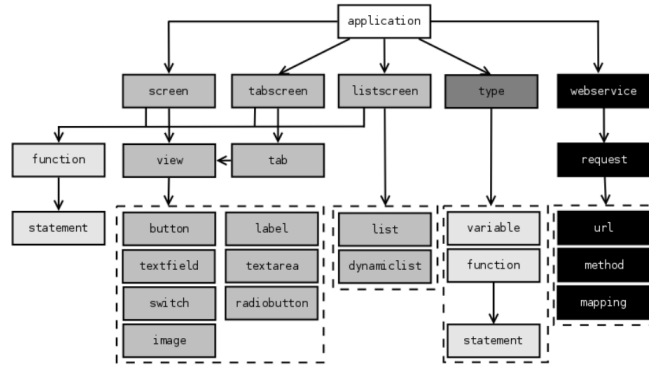 application
screen
tabscreen
listscreen
type
webservice
function
view
tab
request
statement
button
label
list
variable
url
textfield
textarea
dynamiclist
function
method
switch
radiobutton
mapping
image
statement